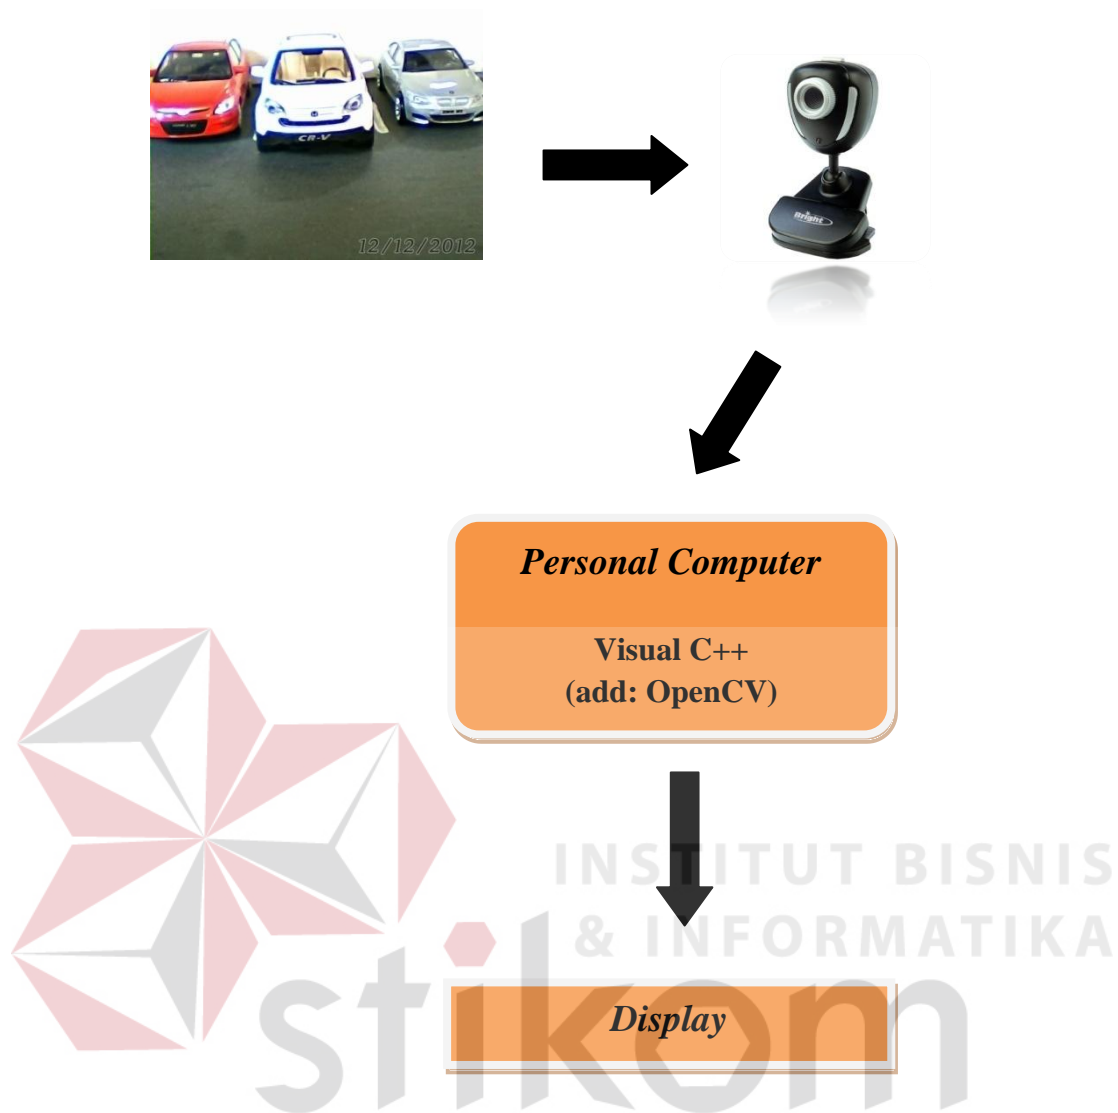 CR-V
12/12/2012
Bright
Personal Computer
Visual C++
(add: OpenCV)
INSTITUT BISNIS
& INFORMATIKA
stikom
Display